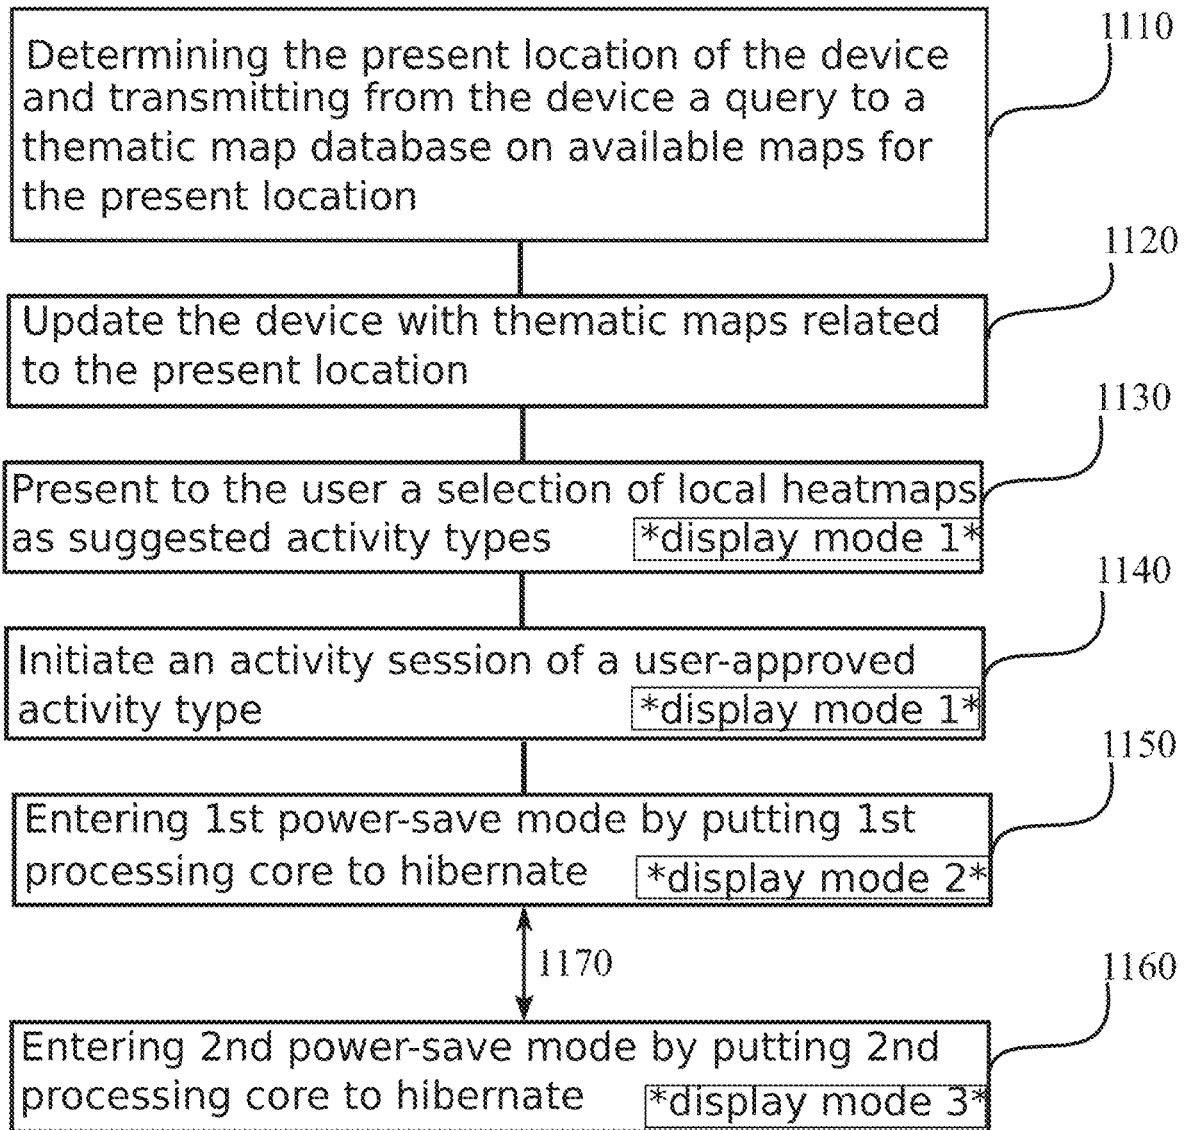 1110
Determining the present location of the device
and transmitting from the device a query to a
thematic map database on available maps for
the present location
1120
Update the device with thematic maps related
to the present location
1130
Present to the user a selection of local heatmaps
as suggested activity types *display mode 1*
1140
Initiate an activity session of a user-approved
activity type *display mode 1*
1150
Entering 1st power-save mode by putting 1st
processing core to hibernate *display mode 2*
1170
1160
Entering 2nd power-save mode by putting 2nd
processing core to hibernate *display mode 3*